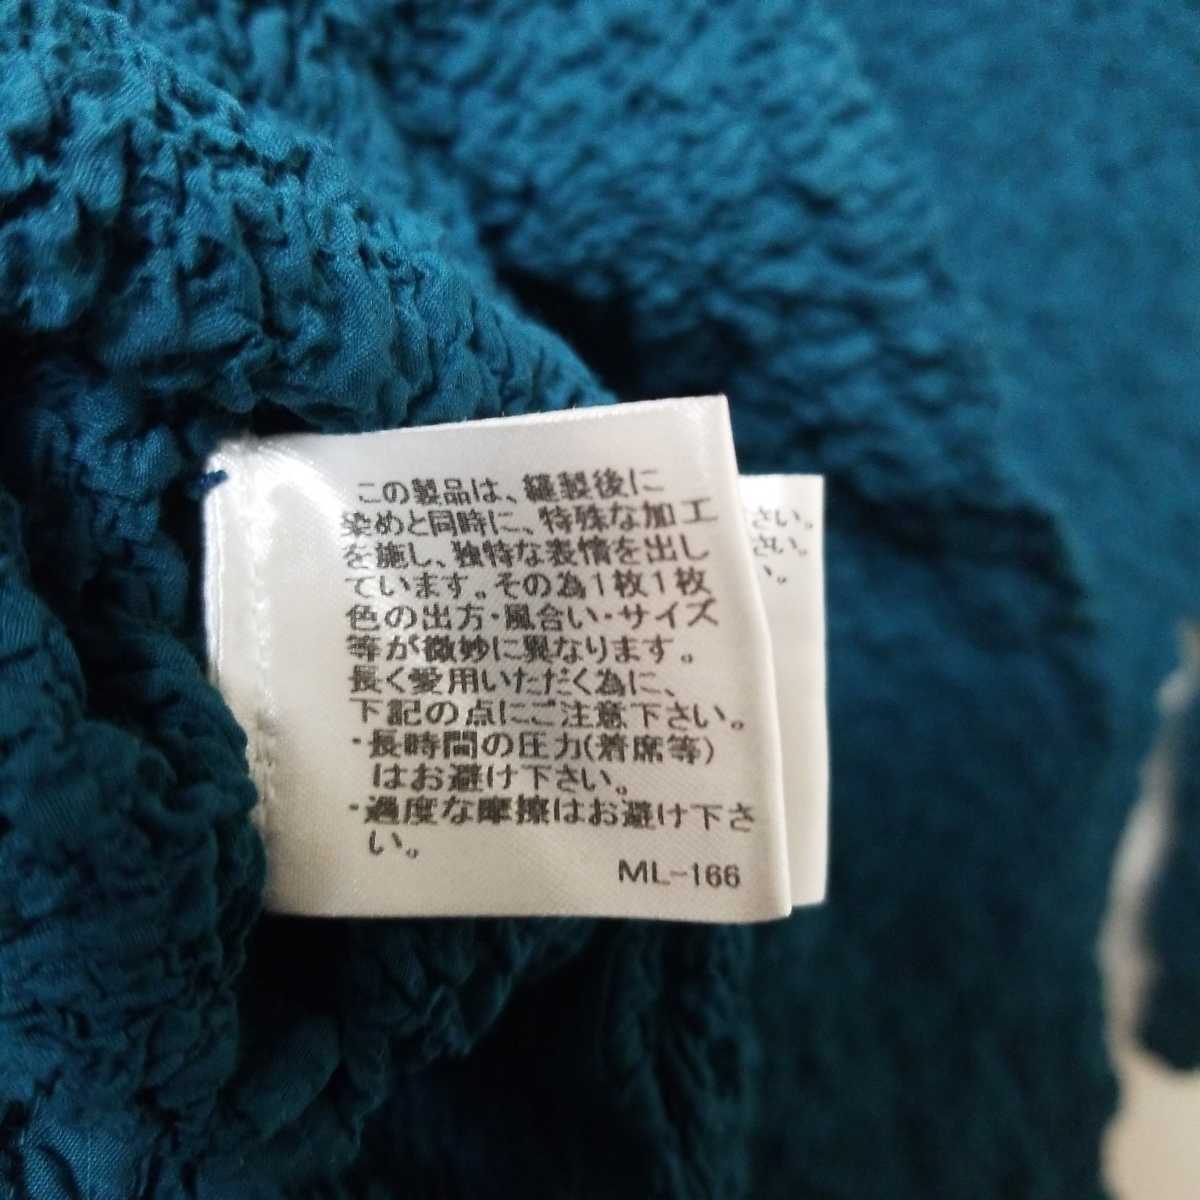 この製品は、縫製後に
染めと同時に、特殊な加工
を施し、独特な表情を出し
ています。その為1枚1枚
色の出方・風合い・サイズ
等が微妙に異なります。
長く愛用いただく為に、
下記の点にご注意下さい。
・長時間の圧力(着席等)
はお避け下さい。
・過度な摩擦はお避け下さ
い。
ML-166
さい。
さい。
い。